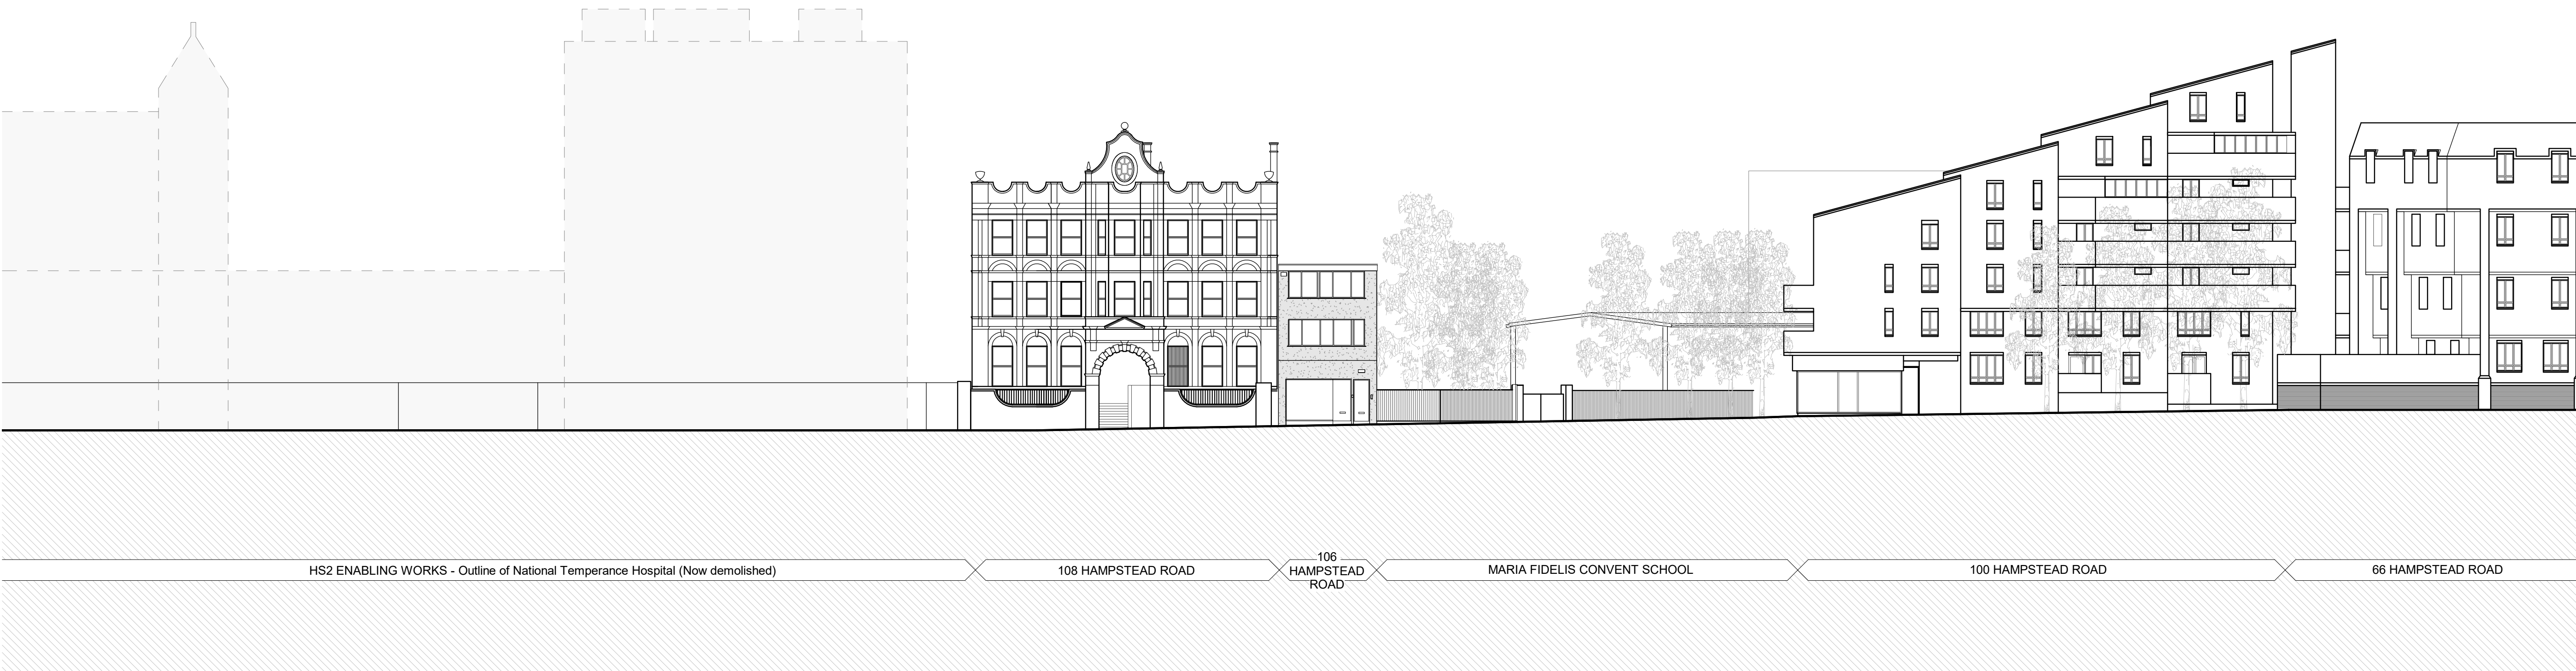 HS2 ENABLING WORKS - Outline of National Temperance Hospital (Now demolished)
108 HAMPSTEAD ROAD
106
HAMPSTEAD
ROAD
MARIA FIDELIS CONVENT SCHOOL
100 HAMPSTEAD ROAD
66 HAMPSTEAD ROAD